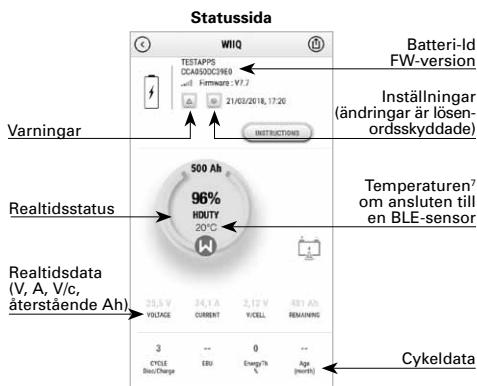 Statussida
WIIQ
TESTAPPS
CCA050DC39E0
Firmware : V7.7
21/03/2018, 17:20
INSTRUCTIONS
500 Ah
96%
HDUTY
20°C
25,5 V 34,1 A 2,12 V 481 Ah
VOLTAGE CURRENT V/CELL REMAINING
3 -- 0 --
CYCLE EBU EnergyTh Age
Disc/Charge % (month)
Varningar
Realtidsstatus
Realtidsdata
(V, A, V/c,
återstående Ah)
Batteri-Id
FW-version
Inställningar
(ändringar är lösen-
ordsskyddade)
Temperaturen⁷
om ansluten till
en BLE-sensor
Cykeldata